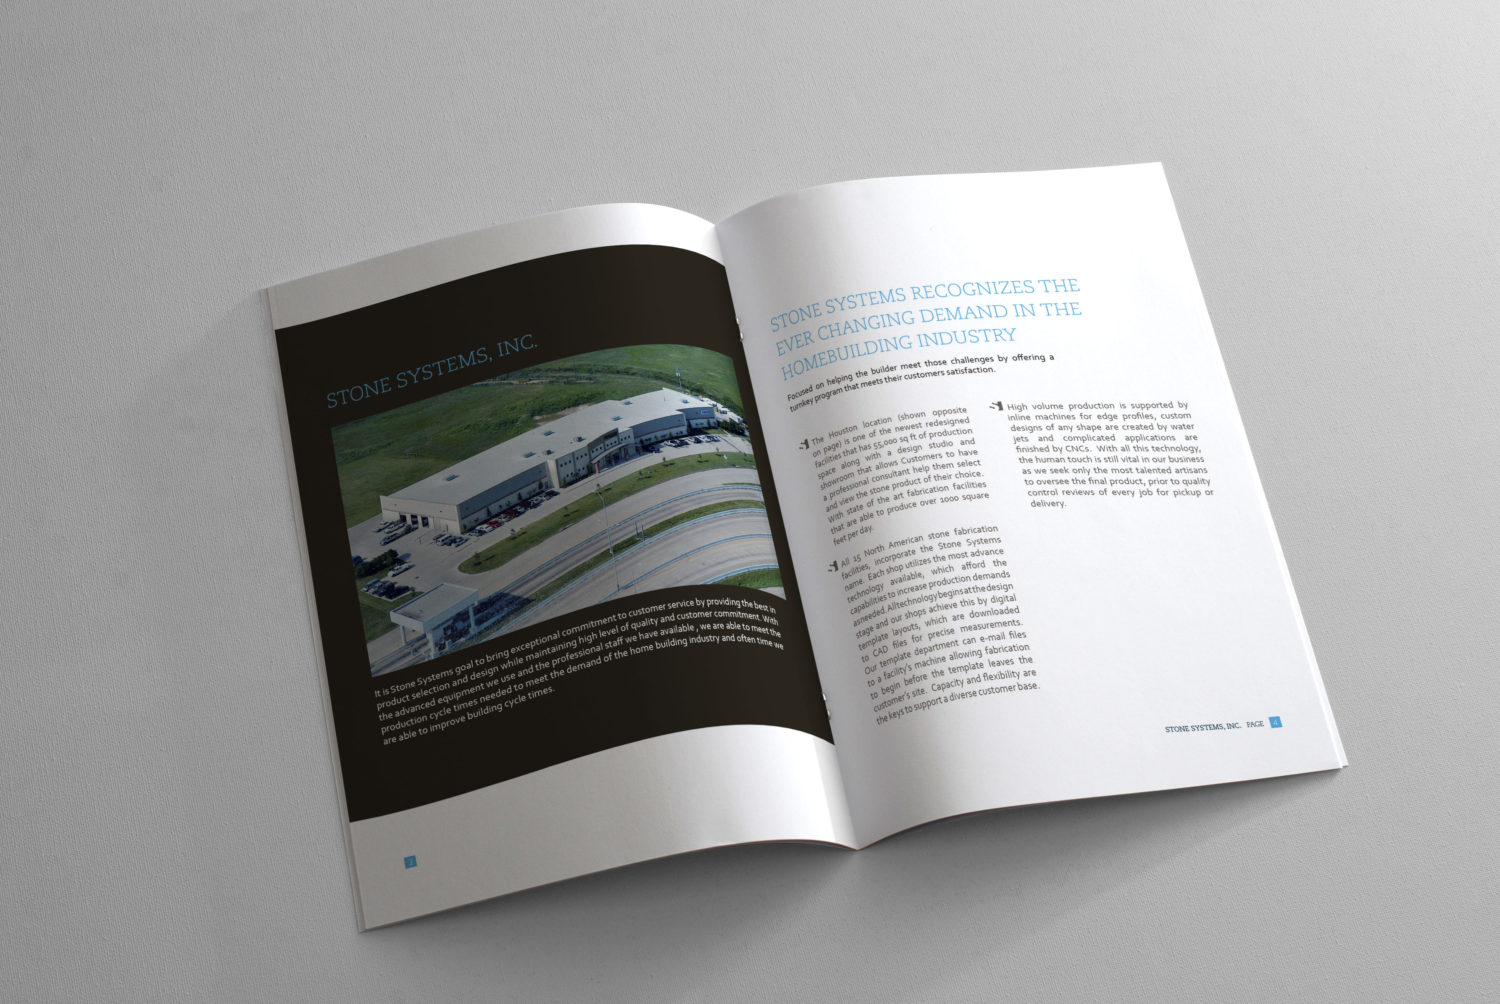 STONE SYSTEMS, INC.
It is Stone Systems goal to bring exceptional commitment to customer service by providing the best in
product selection and design while maintaining high level of quality and customer commitment. With
the advanced equipment we use and the professional staff we have available , we are able to meet the
production cycle times needed to meet the demand of the home building industry and often time we
are able to improve building cycle times.
STONE SYSTEMS RECOGNIZES THE
EVER CHANGING DEMAND IN THE
HOMEBUILDING INDUSTRY
Focused on helping the builder meet those challenges by offering a
turnkey program that meets their customers satisfaction.
The Houston location (shown opposite
on page) is one of the newest redesigned
facilities that has 55,000 sq ft of production
space along with a design studio and
showroom that allows Customers to have
a professional consultant help them select
and view the stone product of their choice.
With state of the art fabrication facilities
that are able to produce over 1000 square
feet per day.
All 15 North American stone fabrication
facilities, incorporate the Stone Systems
name. Each shop utilizes the most advance
technology available, which afford the
capabilities to increase production demands
as needed. All technology begins at the design
stage and our shops achieve this by digital
template layouts, which are downloaded
to CAD files for precise measurements.
Our template department can e-mail files
to a facility's machine allowing fabrication
to begin before the template leaves the
customer's site. Capacity and flexibility are
the keys to support a diverse customer base.
High volume production is supported by
inline machines for edge profiles, custom
designs of any shape are created by water
jets and complicated applications are
finished by CNCs. With all this technology,
the human touch is still vital in our business
as we seek only the most talented artisans
to oversee the final product, prior to quality
control reviews of every job for pickup or
delivery.
STONE SYSTEMS, INC. PAGE 4